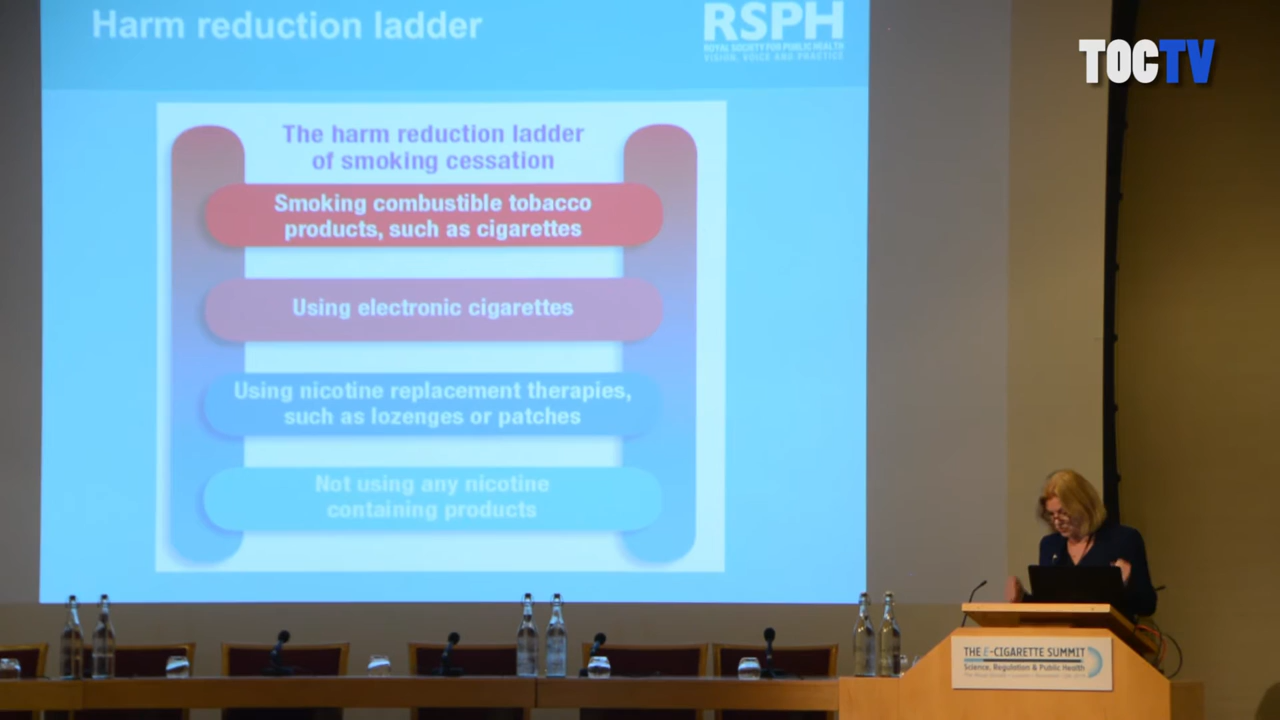 Harm reduction ladder
RSPH
ROYAL SOCIETY FOR PUBLIC HEALTH
VISION, VOICE AND PRACTICE
TOCTV
The harm reduction ladder
of smoking cessation
Smoking combustible tobacco
products, such as cigarettes
Using electronic cigarettes
Using nicotine replacement therapies,
such as lozenges or patches
Not using any nicotine
containing products
THE E-CIGARETTE SUMMIT
Science, Regulation & Public Health